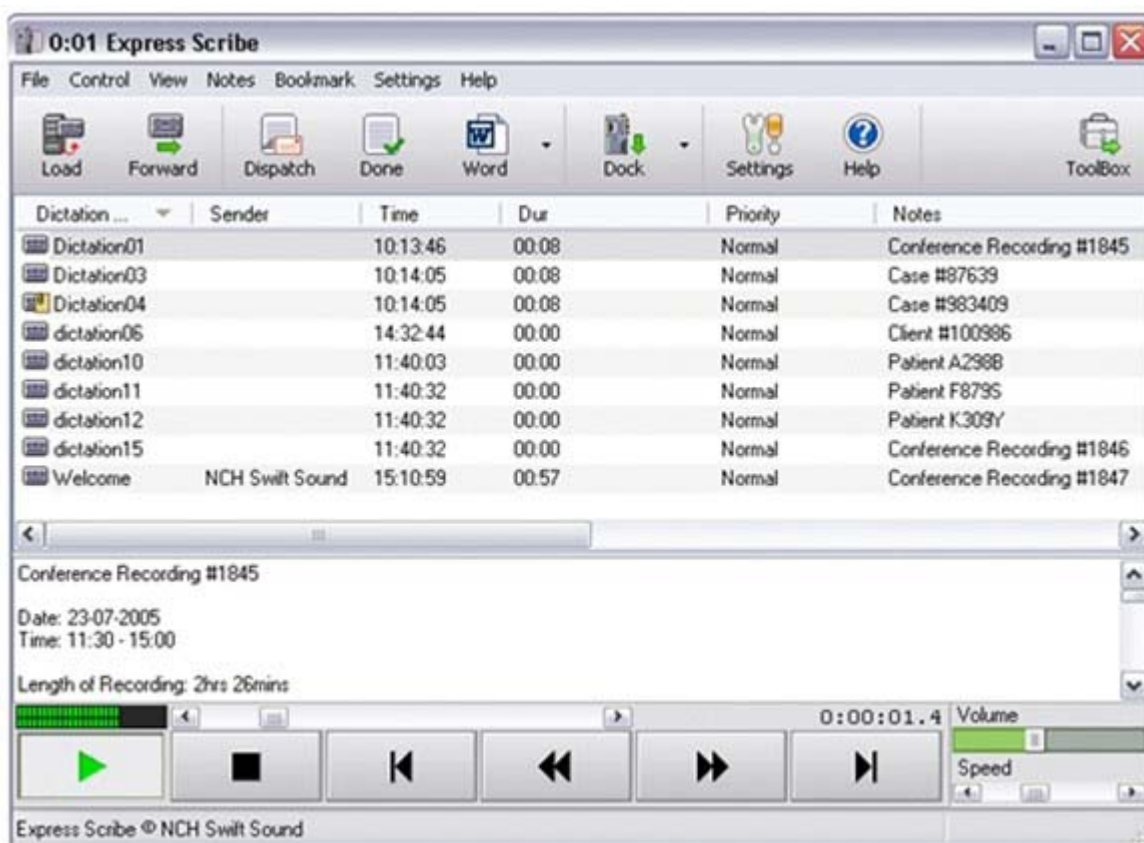 0:01 Express Scribe
File Control View Notes Bookmark Settings Help
Load Forward Dispatch Done Word Dock Settings Help ToolBox
Dictation ... Sender Time Dur Priority Notes
Dictation01 10:13:46 00:08 Normal Conference Recording #1845
Dictation03 10:14:05 00:08 Normal Case #87639
Dictation04 10:14:05 00:08 Normal Case #983409
dictation06 14:32:44 00:00 Normal Client #100986
dictation10 11:40:03 00:00 Normal Patient A298B
dictation11 11:40:32 00:00 Normal Patient F879S
dictation12 11:40:32 00:00 Normal Patient K309Y
dictation15 11:40:32 00:00 Normal Conference Recording #1846
Welcome NCH Swift Sound 15:10:59 00:57 Normal Conference Recording #1847
Conference Recording #1845
Date: 23-07-2005
Time: 11:30 - 15:00
Length of Recording: 2hrs 26mins
0:00:01.4 Volume
Speed
Express Scribe © NCH Swift Sound